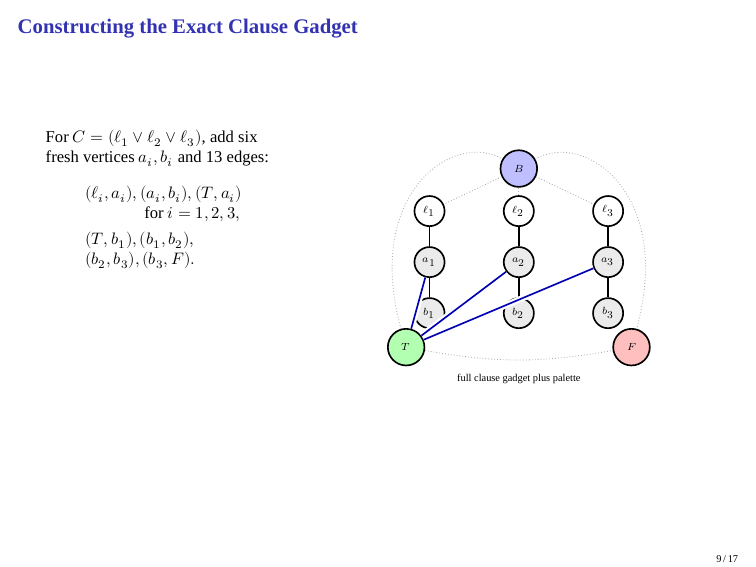 Constructing the Exact Clause Gadget
For C = (ℓ₁ ∨ ℓ₂ ∨ ℓ₃), add six
fresh vertices aᵢ, bᵢ and 13 edges:
(ℓᵢ, aᵢ), (aᵢ, bᵢ), (T, aᵢ)
for i = 1, 2, 3,
(T, b₁), (b₁, b₂),
(b₂, b₃), (b₃, F).
B
ℓ₁ ℓ₂ ℓ₃
a₁ a₂ a₃
b₁ b₂ b₃
T F
full clause gadget plus palette
9 / 17